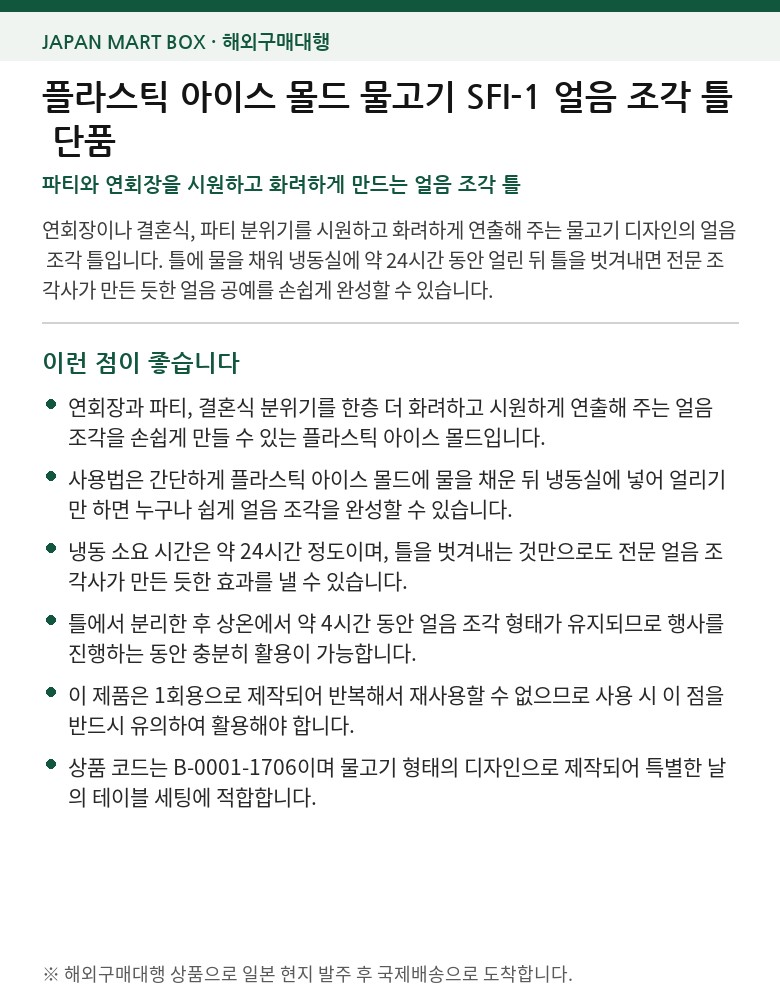 JAPAN MART BOX · 해외구매대행
플라스틱 아이스 몰드 물고기 SFI-1 얼음 조각 틀
단품
파티와 연회장을 시원하고 화려하게 만드는 얼음 조각 틀
연회장이나 결혼식, 파티 분위기를 시원하고 화려하게 연출해 주는 물고기 디자인의 얼음
조각 틀입니다. 틀에 물을 채워 냉동실에 약 24시간 동안 얼린 뒤 틀을 벗겨내면 전문 조
각사가 만든 듯한 얼음 공예를 손쉽게 완성할 수 있습니다.
이런 점이 좋습니다
● 연회장과 파티, 결혼식 분위기를 한층 더 화려하고 시원하게 연출해 주는 얼음
조각을 손쉽게 만들 수 있는 플라스틱 아이스 몰드입니다.
● 사용법은 간단하게 플라스틱 아이스 몰드에 물을 채운 뒤 냉동실에 넣어 얼리기
만 하면 누구나 쉽게 얼음 조각을 완성할 수 있습니다.
● 냉동 소요 시간은 약 24시간 정도이며, 틀을 벗겨내는 것만으로도 전문 얼음 조
각사가 만든 듯한 효과를 낼 수 있습니다.
● 틀에서 분리한 후 상온에서 약 4시간 동안 얼음 조각 형태가 유지되므로 행사를
진행하는 동안 충분히 활용이 가능합니다.
● 이 제품은 1회용으로 제작되어 반복해서 재사용할 수 없으므로 사용 시 이 점을
반드시 유의하여 활용해야 합니다.
● 상품 코드는 B-0001-1706이며 물고기 형태의 디자인으로 제작되어 특별한 날
의 테이블 세팅에 적합합니다.
※ 해외구매대행 상품으로 일본 현지 발주 후 국제배송으로 도착합니다.